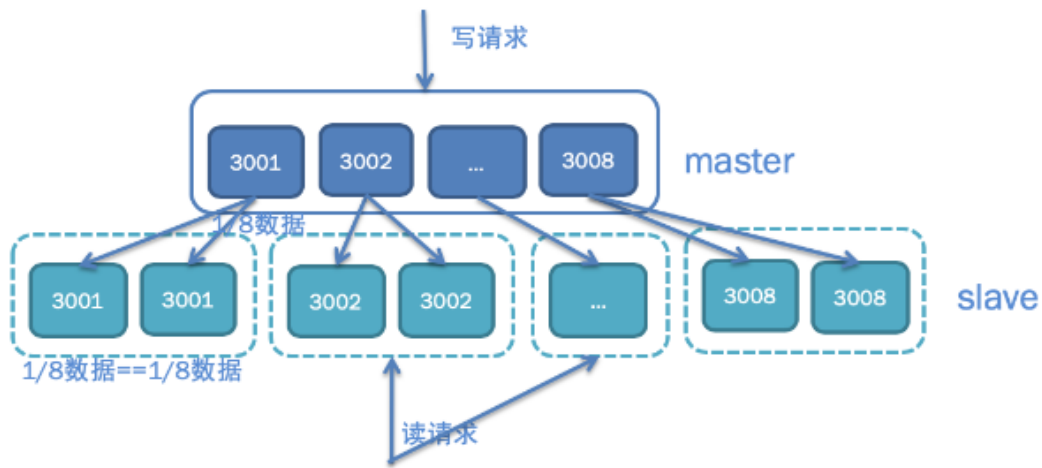 写请求
3001 3002 ... 3008 master
1/8数据
3001 3001 3002 3002 ... 3008 3008 slave
1/8数据==1/8数据
读请求